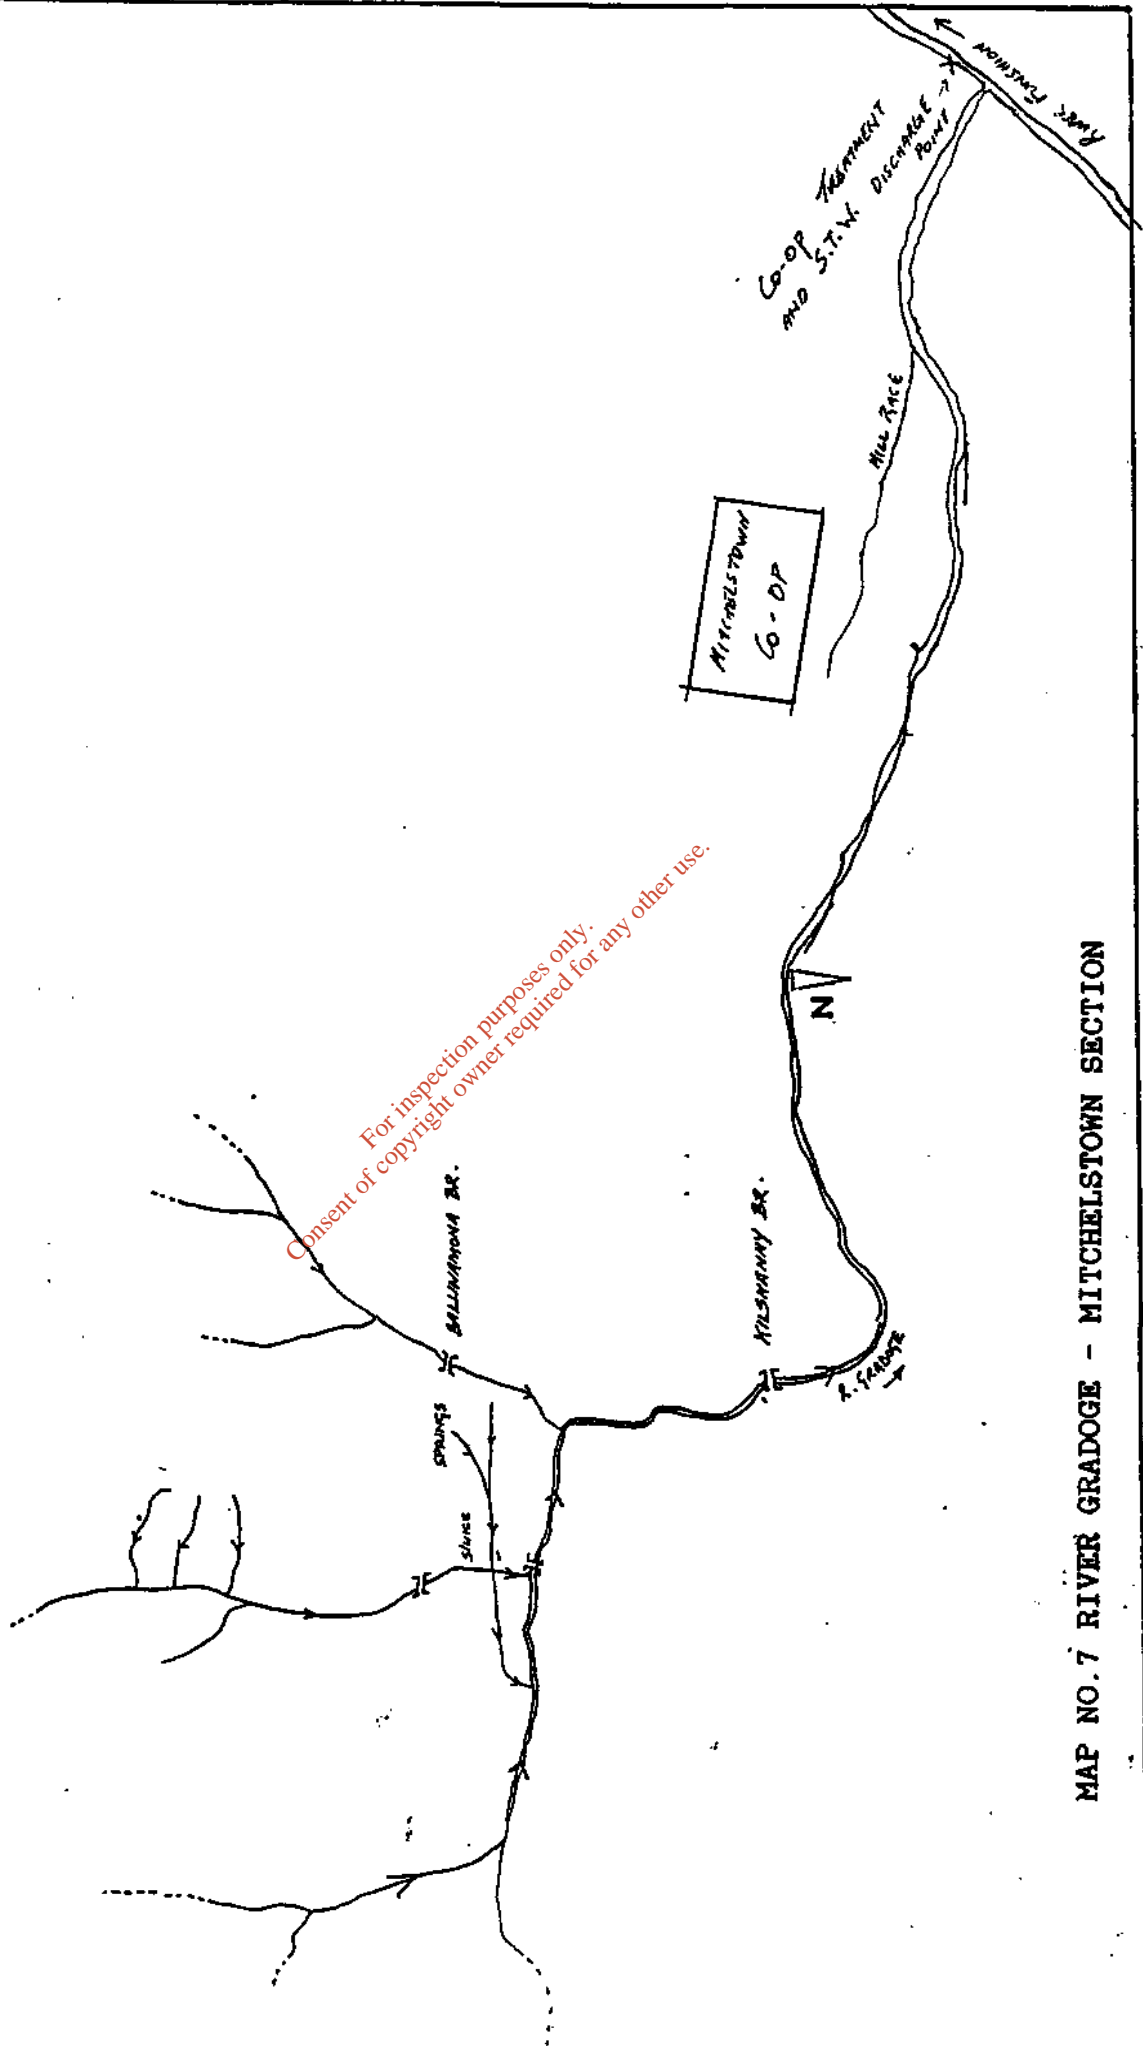 RIVER FUNSHION
CO-OP TREATMENT
AND S.T.W. DISCHARGE
POINT
MILL RACE
MITCHELSTOWN
CO-OP
For inspection purposes only.
Consent of copyright owner required for any other use.
N
BALLINAMONA BR.
KILSHANNY BR.
R. GRADOGE
SPRINGS
SLUICE
MAP NO.7 RIVER GRADOGE - MITCHELSTOWN SECTION